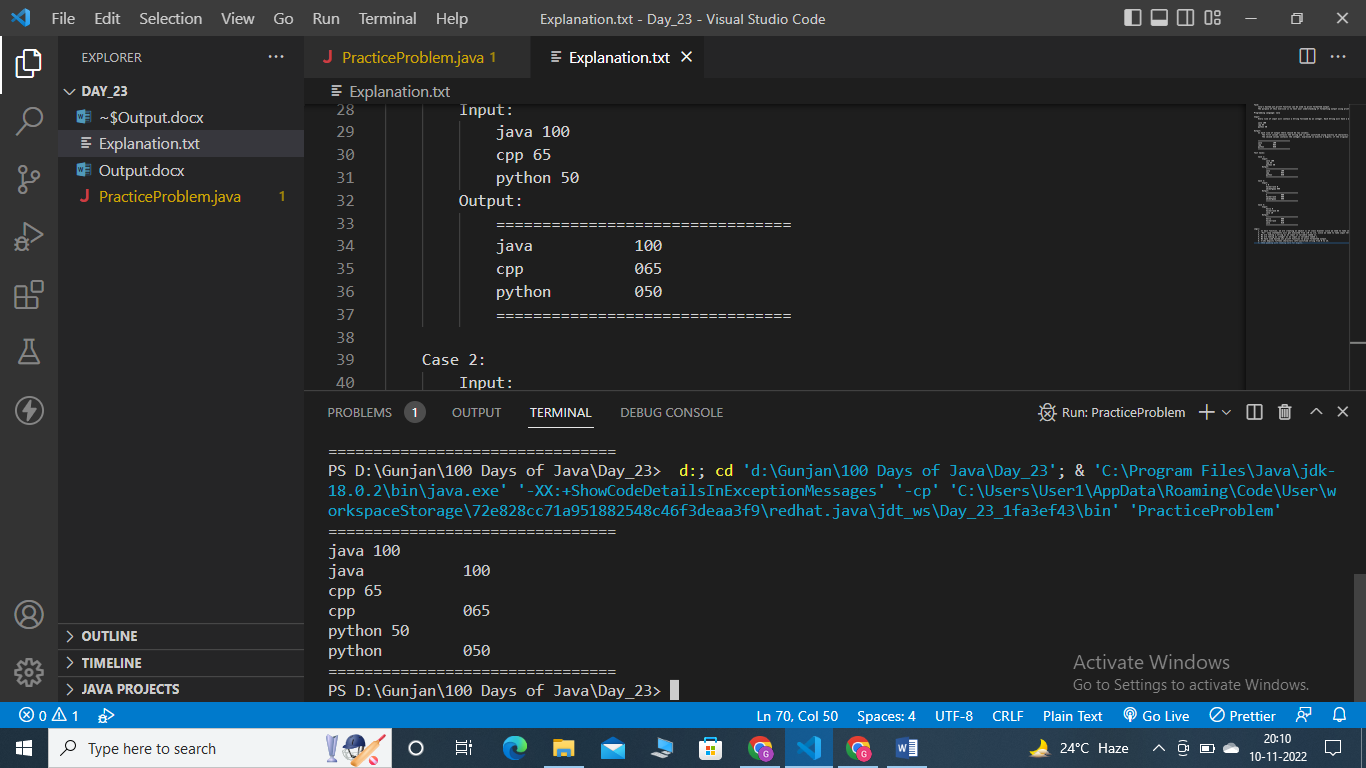 File Edit Selection View Go Run Terminal Help Explanation.txt - Day_23 - Visual Studio Code
EXPLORER ···
DAY_23
~$Output.docx
Explanation.txt
Output.docx
PracticeProblem.java 1
OUTLINE
TIMELINE
JAVA PROJECTS
PracticeProblem.java 1 Explanation.txt
Explanation.txt
28 Input:
29 java 100
30 cpp 65
31 python 50
32 Output:
33 ================================
34 java 100
35 cpp 065
36 python 050
37 ================================
38
39 Case 2:
40 Input:
PROBLEMS 1 OUTPUT TERMINAL DEBUG CONSOLE Run: PracticeProblem
================================
PS D:\Gunjan\100 Days of Java\Day_23> d:; cd 'd:\Gunjan\100 Days of Java\Day_23'; & 'C:\Program Files\Java\jdk-
18.0.2\bin\java.exe' '-XX:+ShowCodeDetailsInExceptionMessages' '-cp' 'C:\Users\User1\AppData\Roaming\Code\User\w
orkspaceStorage\72e828cc71a951882548c46f3deaa3f9\redhat.java\jdt_ws\Day_23_1fa3ef43\bin' 'PracticeProblem'
================================
java 100
java 100
cpp 65
cpp 065
python 50
python 050
================================
PS D:\Gunjan\100 Days of Java\Day_23>
Activate Windows
Go to Settings to activate Windows.
0 1 Ln 70, Col 50 Spaces: 4 UTF-8 CRLF Plain Text Go Live Prettier
Type here to search 24°C Haze 20:10
10-11-2022